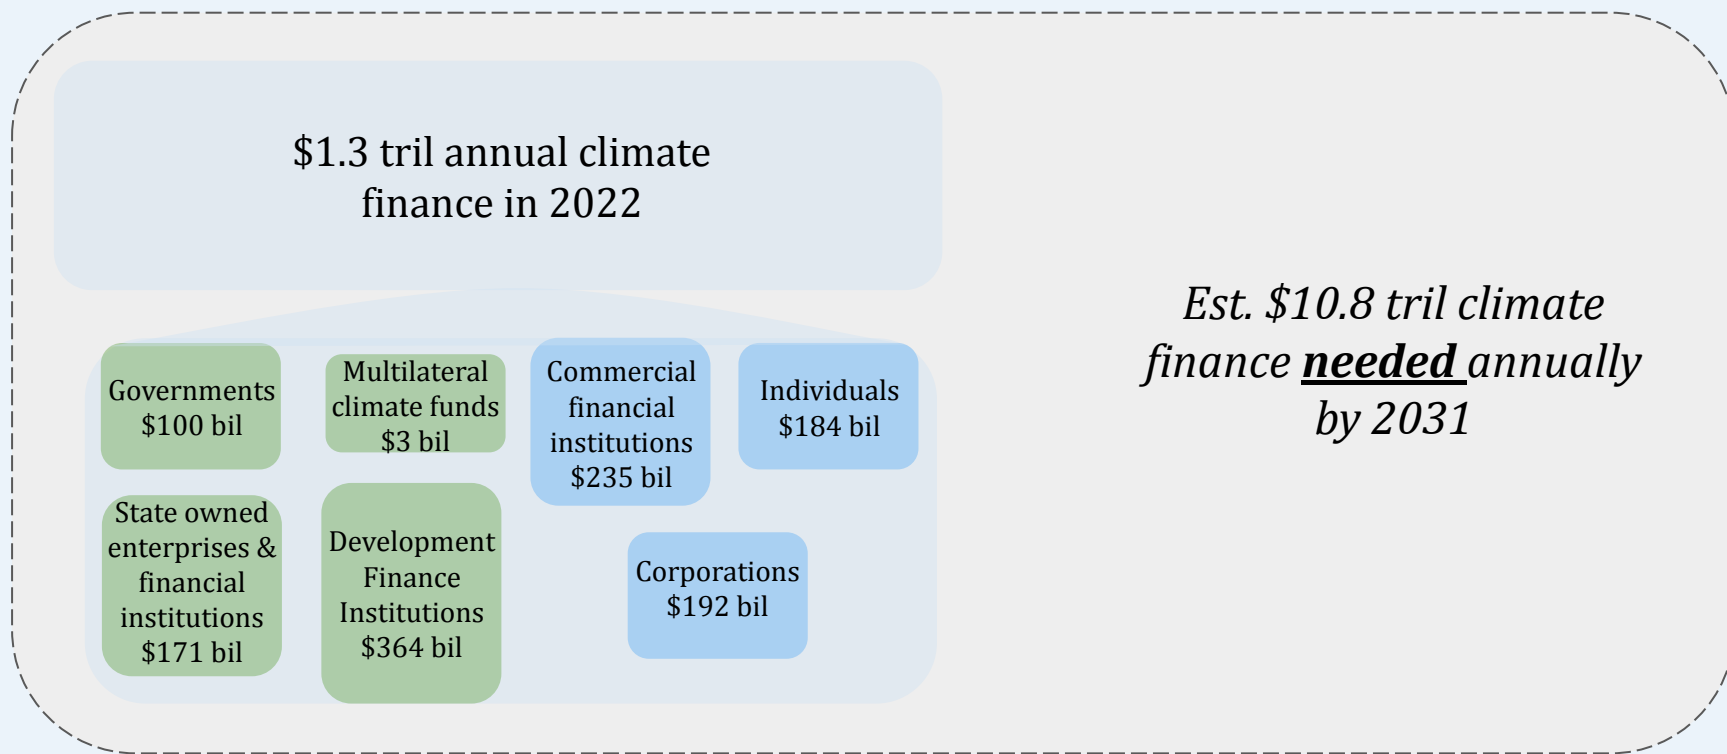 $1.3 tril annual climate
finance in 2022
Governments
$100 bil
Multilateral
climate funds
$3 bil
Commercial
financial
institutions
$235 bil
Individuals
$184 bil
State owned
enterprises &
financial
institutions
$171 bil
Development
Finance
Institutions
$364 bil
Corporations
$192 bil
Est. $10.8 tril climate
finance needed annually
by 2031